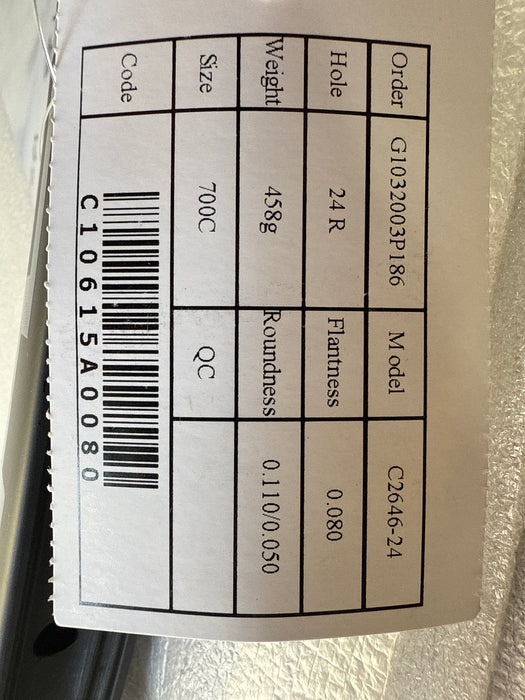 Order G1032003P186 Model C2646-24
Hole 24 R Flantness 0.080
Weight 458g Roundness 0.110/0.050
Size 700C QC
Code
C10615A0080